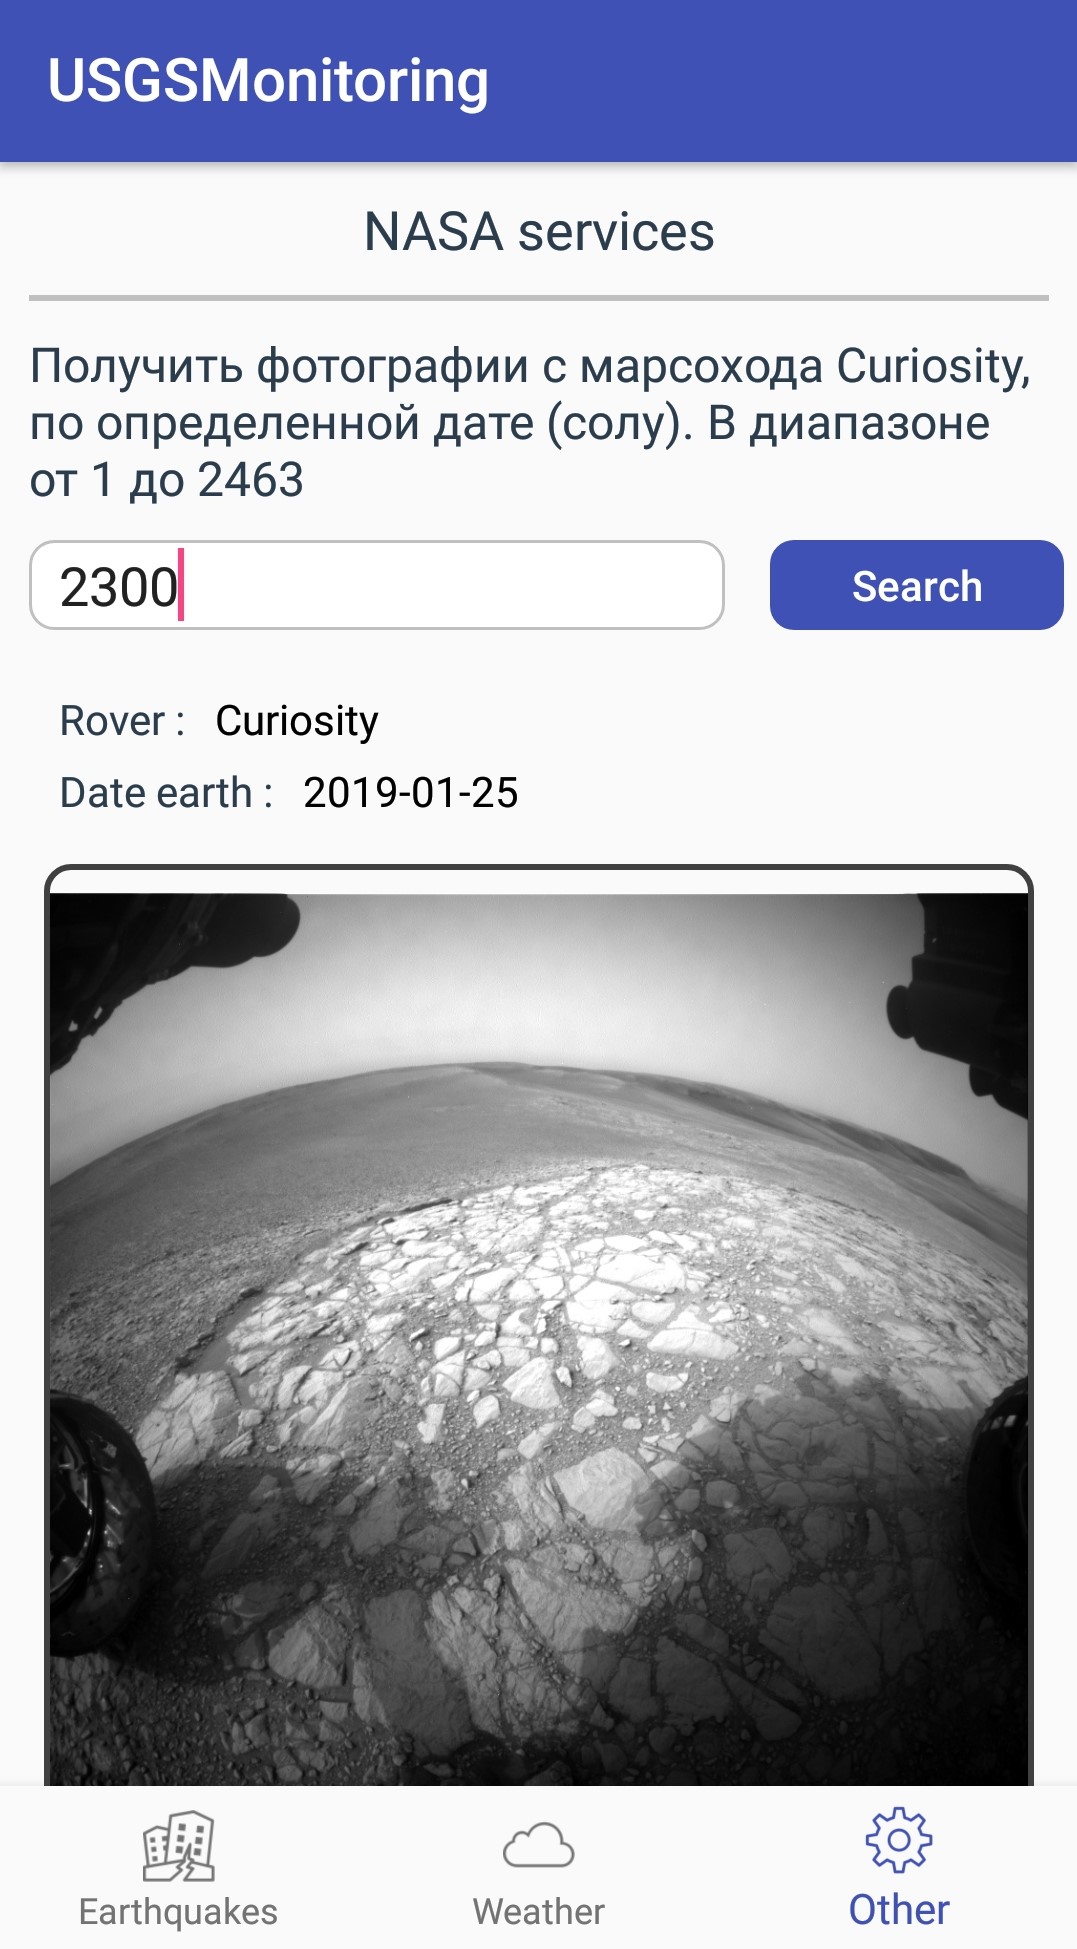 USGSMonitoring
NASA services
Получить фотографии с марсохода Curiosity,
по определенной дате (солу). В диапазоне
от 1 до 2463
2300
Search
Rover : Curiosity
Date earth : 2019-01-25
Earthquakes
Weather
Other